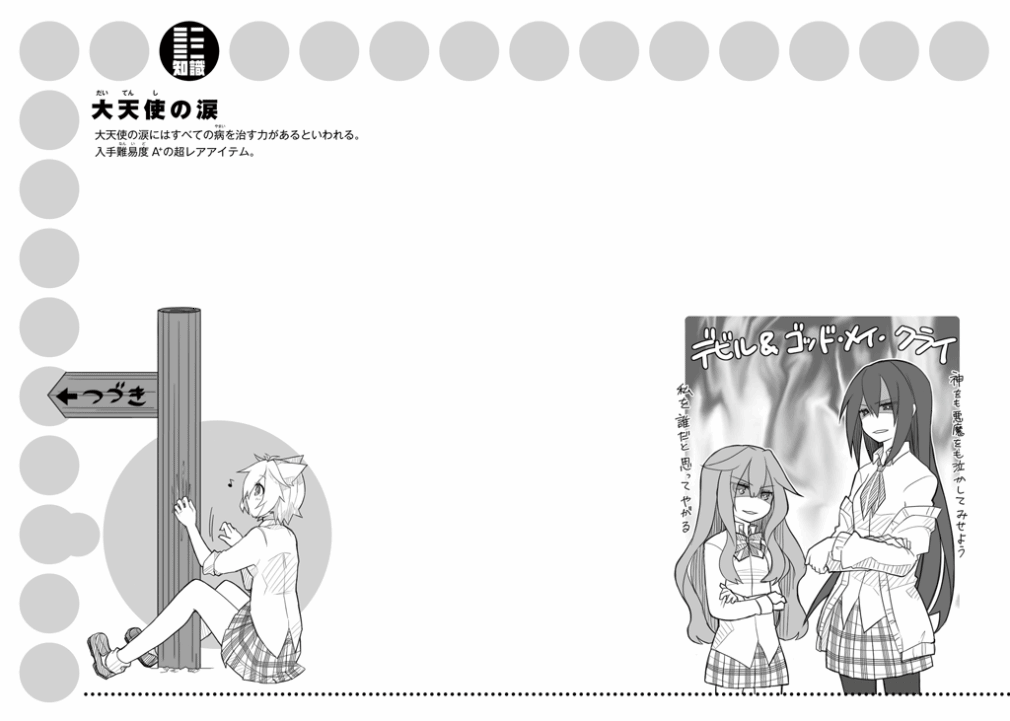 ミニ知識
大天使の涙
大天使の涙にはすべての病を治す力があるといわれる。
入手難易度A⁺の超レアアイテム。
←つづき
デビル&ゴッド・メイ・クライ
神をも悪魔をも泣かしてみせよう
私を誰だと思ってやがる
♪